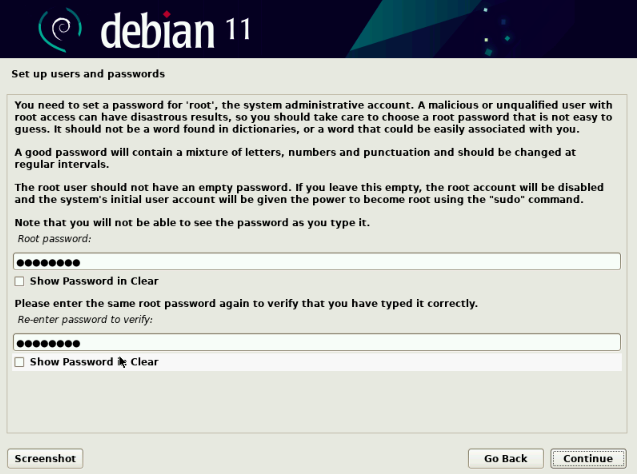 debian 11
Set up users and passwords
You need to set a password for 'root', the system administrative account. A malicious or unqualified user with
root access can have disastrous results, so you should take care to choose a root password that is not easy to
guess. It should not be a word found in dictionaries, or a word that could be easily associated with you.
A good password will contain a mixture of letters, numbers and punctuation and should be changed at
regular intervals.
The root user should not have an empty password. If you leave this empty, the root account will be disabled
and the system's initial user account will be given the power to become root using the "sudo" command.
Note that you will not be able to see the password as you type it.
Root password:
●●●●●●●●
Show Password in Clear
Please enter the same root password again to verify that you have typed it correctly.
Re-enter password to verify:
●●●●●●●●
Show Password in Clear
Screenshot Go Back Continue